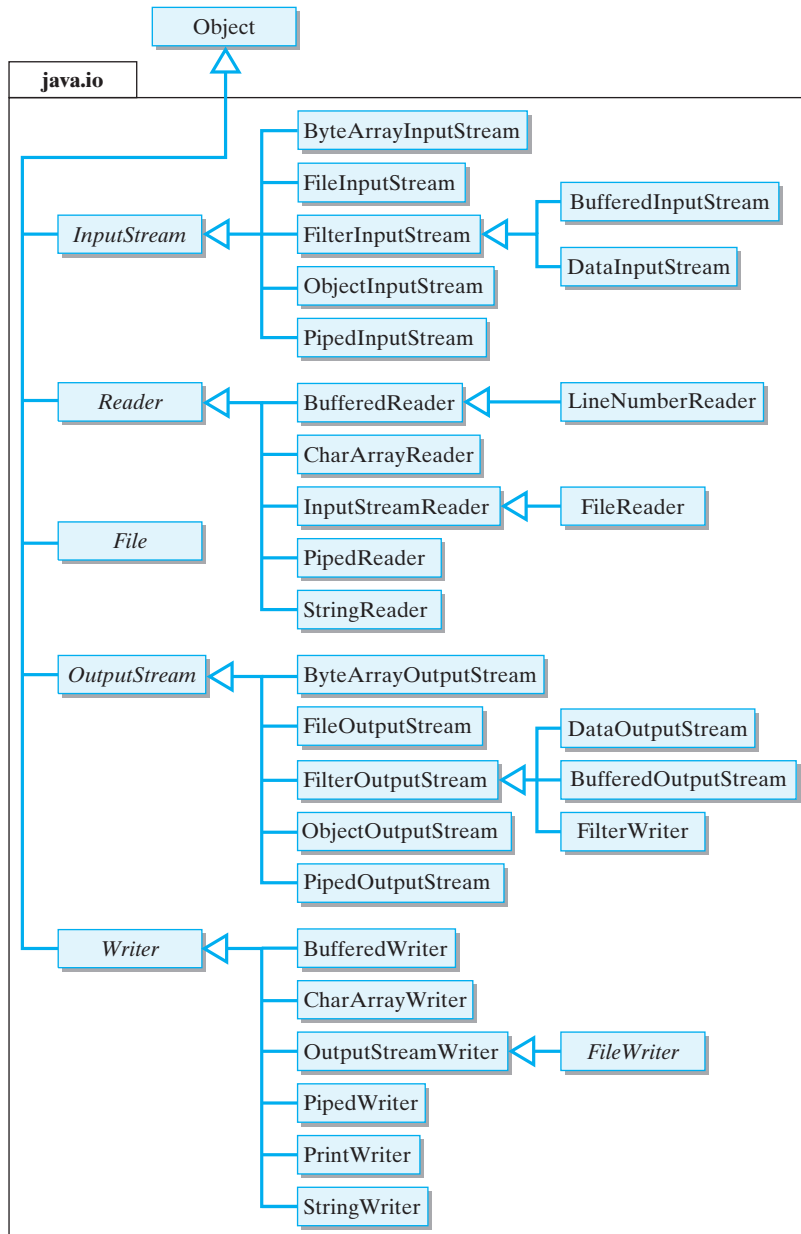 Object
java.io
ByteArrayInputStream
FileInputStream
BufferedInputStream
InputStream
FilterInputStream
DataInputStream
ObjectInputStream
PipedInputStream
Reader
BufferedReader
LineNumberReader
CharArrayReader
InputStreamReader
FileReader
File
PipedReader
StringReader
OutputStream
ByteArrayOutputStream
FileOutputStream
DataOutputStream
FilterOutputStream
BufferedOutputStream
ObjectOutputStream
FilterWriter
PipedOutputStream
Writer
BufferedWriter
CharArrayWriter
OutputStreamWriter
FileWriter
PipedWriter
PrintWriter
StringWriter